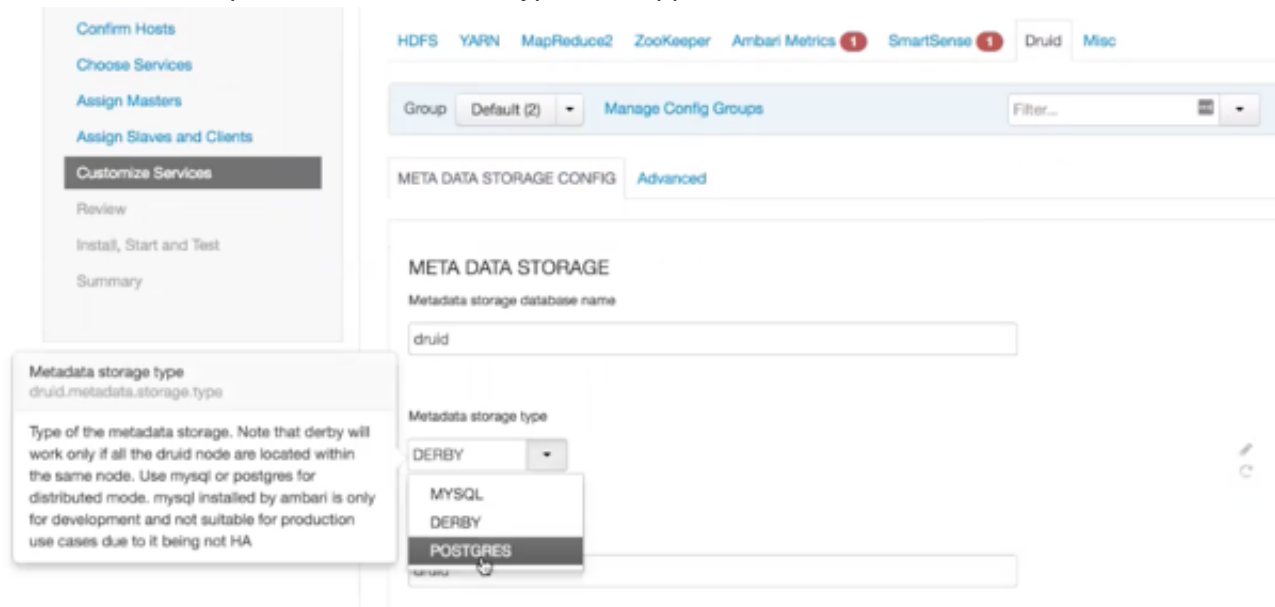 Confirm Hosts
Choose Services
Assign Masters
Assign Slaves and Clients
Customize Services
Review
Install, Start and Test
Summary
HDFS YARN MapReduce2 ZooKeeper Ambari Metrics 1 SmartSense 1 Druid Misc
Group Default (2) Manage Config Groups Filter...
META DATA STORAGE CONFIG Advanced
META DATA STORAGE
Metadata storage database name
druid
Metadata storage type
druid.metadata.storage.type
Type of the metadata storage. Note that derby will
work only if all the druid node are located within
the same node. Use mysql or postgres for
distributed mode. mysql installed by ambari is only
for development and not suitable for production
use cases due to it being not HA
Metadata storage type
DERBY
MYSQL
DERBY
POSTGRES
druid